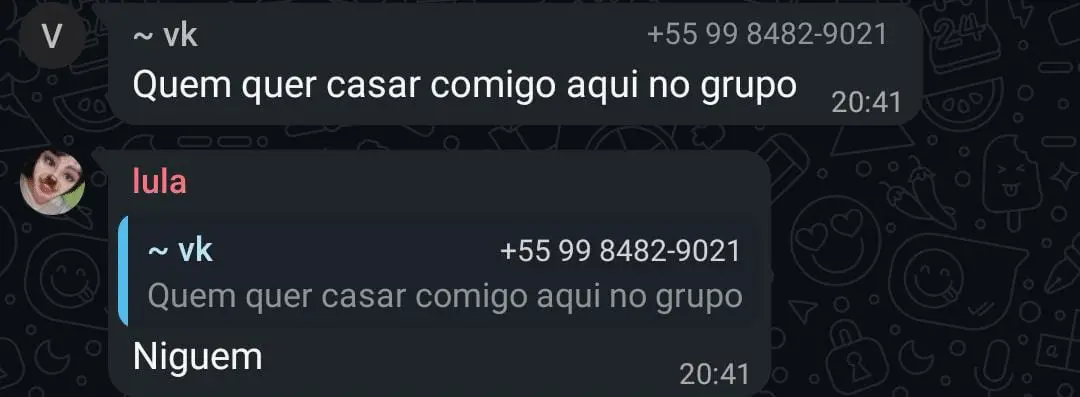 V
~ vk +55 99 8482-9021
Quem quer casar comigo aqui no grupo
20:41
lula
~ vk +55 99 8482-9021
Quem quer casar comigo aqui no grupo
Niguem
20:41
24